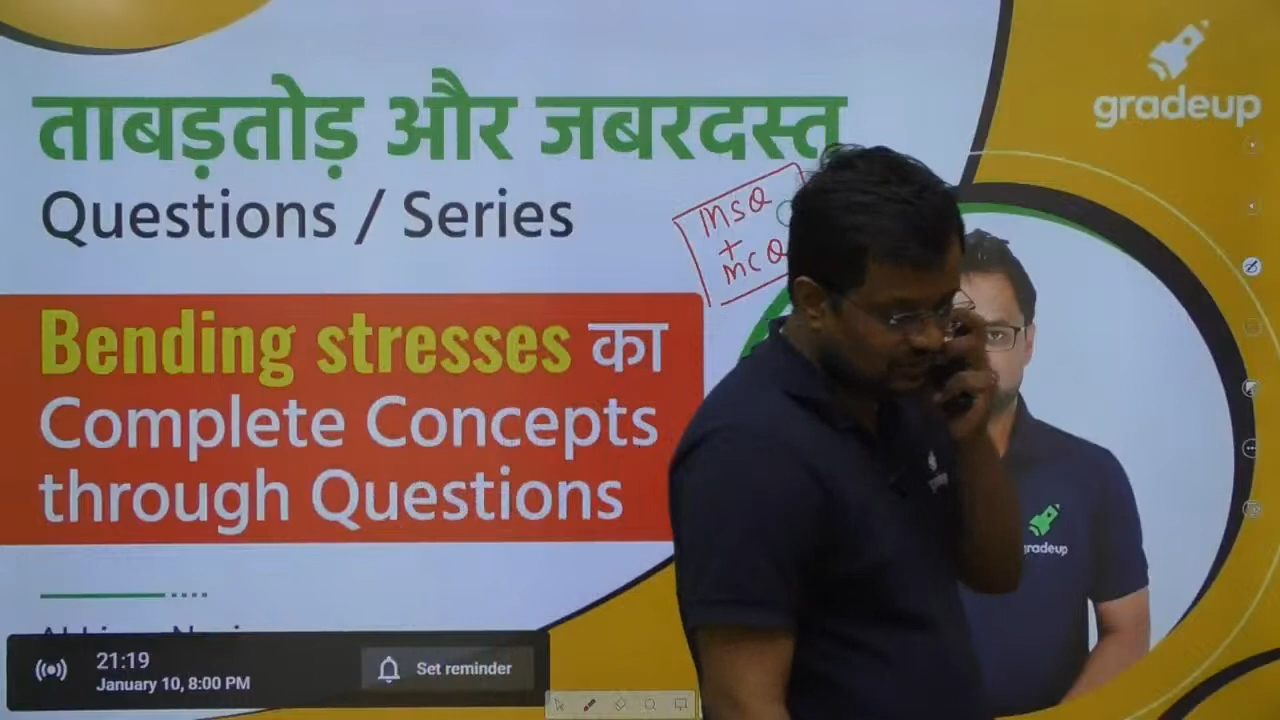 ताबड़तोड़ और जबरदस्त
gradeup
Questions / Series
MSQ
+
MCQ
Bending stresses का
Complete Concepts
through Questions
gradeup
21:19
January 10, 8:00 PM
Set reminder